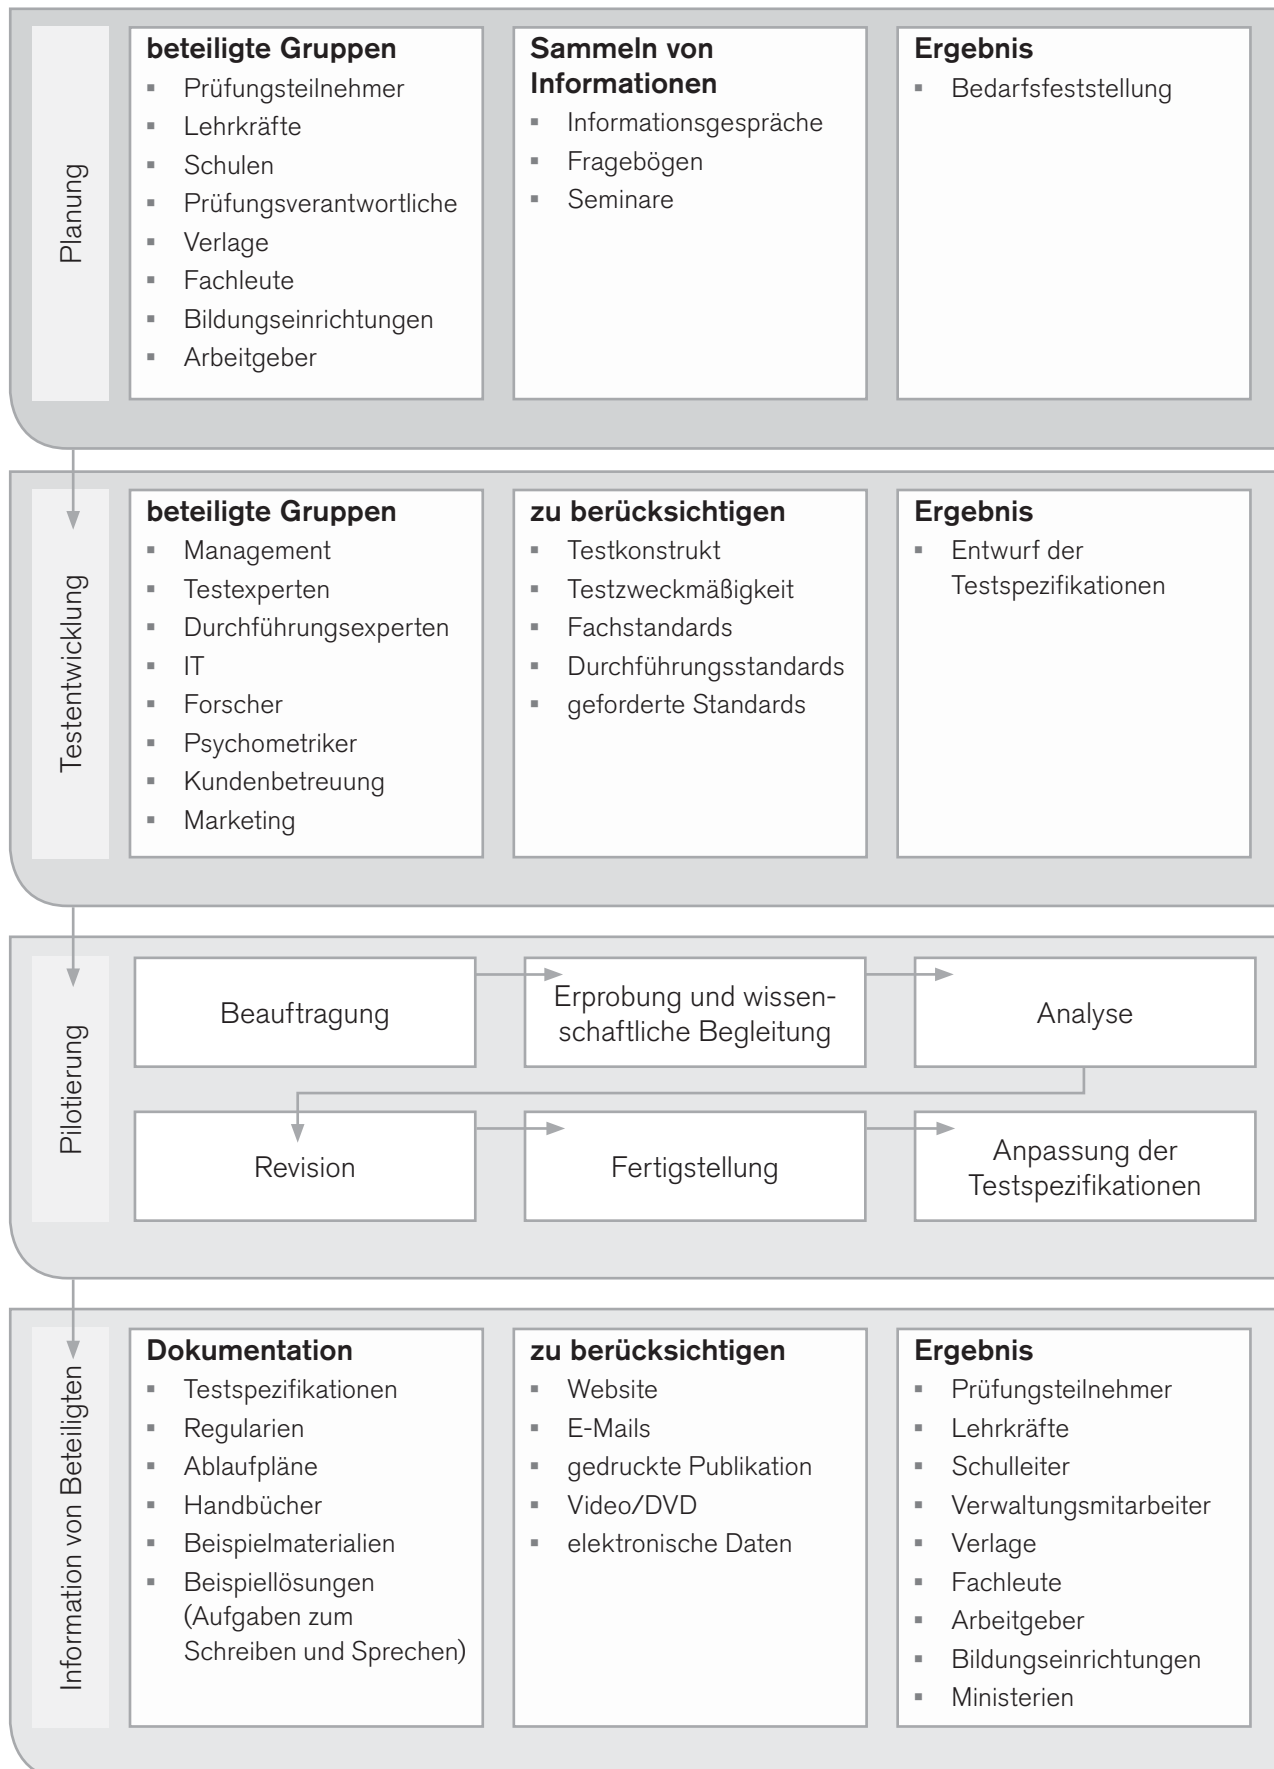 Planung
beteiligte Gruppen
▪ Prüfungsteilnehmer
▪ Lehrkräfte
▪ Schulen
▪ Prüfungsverantwortliche
▪ Verlage
▪ Fachleute
▪ Bildungseinrichtungen
▪ Arbeitgeber
Sammeln von
Informationen
▪ Informationsgespräche
▪ Fragebögen
▪ Seminare
Ergebnis
▪ Bedarfsfeststellung
Testentwicklung
beteiligte Gruppen
▪ Management
▪ Testexperten
▪ Durchführungsexperten
▪ IT
▪ Forscher
▪ Psychometriker
▪ Kundenbetreuung
▪ Marketing
zu berücksichtigen
▪ Testkonstrukt
▪ Testzweckmäßigkeit
▪ Fachstandards
▪ Durchführungsstandards
▪ geforderte Standards
Ergebnis
▪ Entwurf der
Testspezifikationen
Pilotierung
Beauftragung
Erprobung und wissen-
schaftliche Begleitung
Analyse
Revision
Fertigstellung
Anpassung der
Testspezifikationen
Information von Beteiligten
Dokumentation
▪ Testspezifikationen
▪ Regularien
▪ Ablaufpläne
▪ Handbücher
▪ Beispielmaterialien
▪ Beispiellösungen
(Aufgaben zum
Schreiben und Sprechen)
zu berücksichtigen
▪ Website
▪ E-Mails
▪ gedruckte Publikation
▪ Video/DVD
▪ elektronische Daten
Ergebnis
▪ Prüfungsteilnehmer
▪ Lehrkräfte
▪ Schulleiter
▪ Verwaltungsmitarbeiter
▪ Verlage
▪ Fachleute
▪ Arbeitgeber
▪ Bildungseinrichtungen
▪ Ministerien